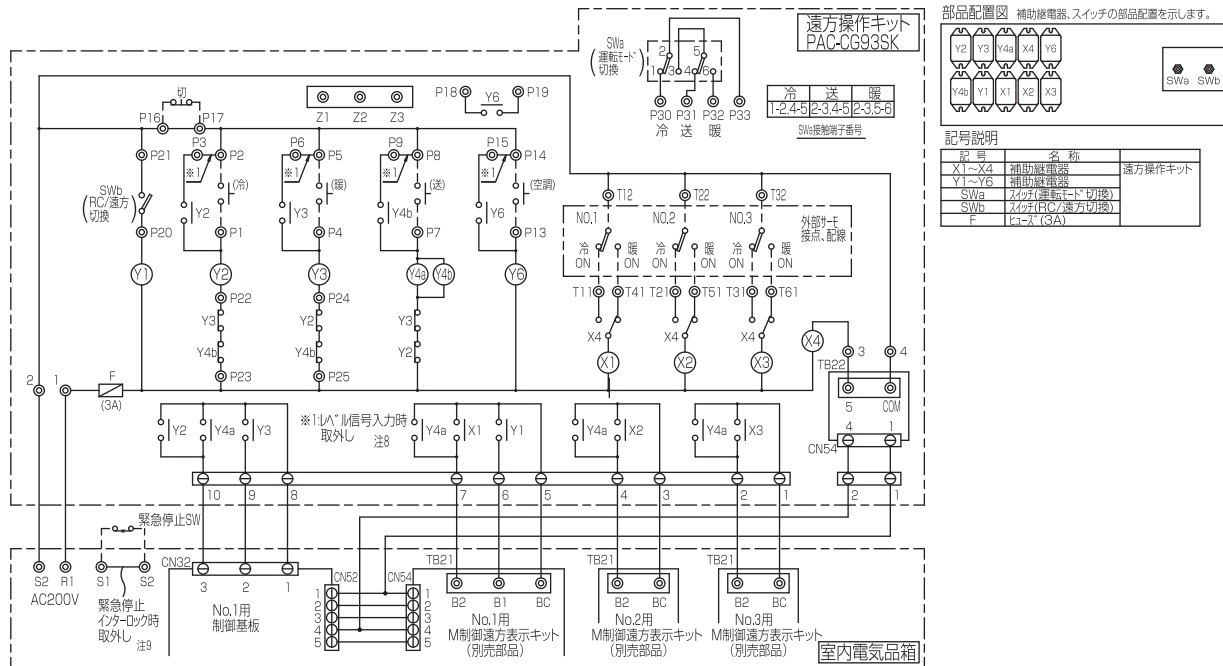 遠方操作キット
PAC-CG93SK
SWa
(運転ﾓｰﾄﾞ切換)
2 5
1 3 4 6
P30 P31 P32 P33
冷 送 暖
冷 送 暖
1-2,4-5 2-3,4-5 2-3,5-6
SWa接触端子番号
切
P16 P17
Z1 Z2 Z3
P18 Y6 P19
P21 P3 P2 P6 P5 P9 P8 P15 P14
※1 ※1 ※1 ※1
(冷) (暖) (送) (空調)
SWb
(RC/遠方切換)
Y2 Y3 Y4b Y6
P20 P1 P4 P7 P13
Y1 Y2 Y3 Y4a Y4b Y6
P22 P24
Y3 Y2 Y3
Y4b Y4b Y2
P23 P25
T12 T22 T32
NO.1 NO.2 NO.3
外部サーモ
接点、配線
冷 暖 冷 暖 冷 暖
ON ON ON ON ON ON
T11 T41 T21 T51 T31 T61
X4 X4 X4
X1 X2 X3 X4
3 4
TB22
5 COM
4 1
CN54
2 1
F
(3A)
※1:ﾚﾍﾞﾙ信号入力時
取外し 注8
Y2 Y4a Y3 Y4a X1 Y1 Y4a X2 Y4a X3
10 9 8 7 6 5 4 3 2 1 2 1
緊急停止SW
S2 R1 S1 S2
AC200V
緊急停止
ｲﾝﾀｰﾛｯｸ時
取外し 注9
CN32
3 2 1
No.1用
制御基板
CN52 CN54
1 1
2 2
3 3
4 4
5 5
TB21 TB21 TB21
B2 B1 BC B2 BC B2 BC
No.1用 No.2用 No.3用
M制御遠方表示キット M制御遠方表示キット M制御遠方表示キット
(別売部品) (別売部品) (別売部品)
室内電気品箱
部品配置図 補助継電器、スイッチの部品配置を示します。
Y2 Y3 Y4a X4 Y6
Y4b Y1 X1 X2 X3
SWa SWb
記号説明
記 号 名 称
X1～X4 補助継電器 遠方操作キット
Y1～Y6 補助継電器
SWa ｽｲｯﾁ(運転ﾓｰﾄﾞ切換)
SWb ｽｲｯﾁ(RC/遠方切換)
F ﾋｭｰｽﾞ(3A)